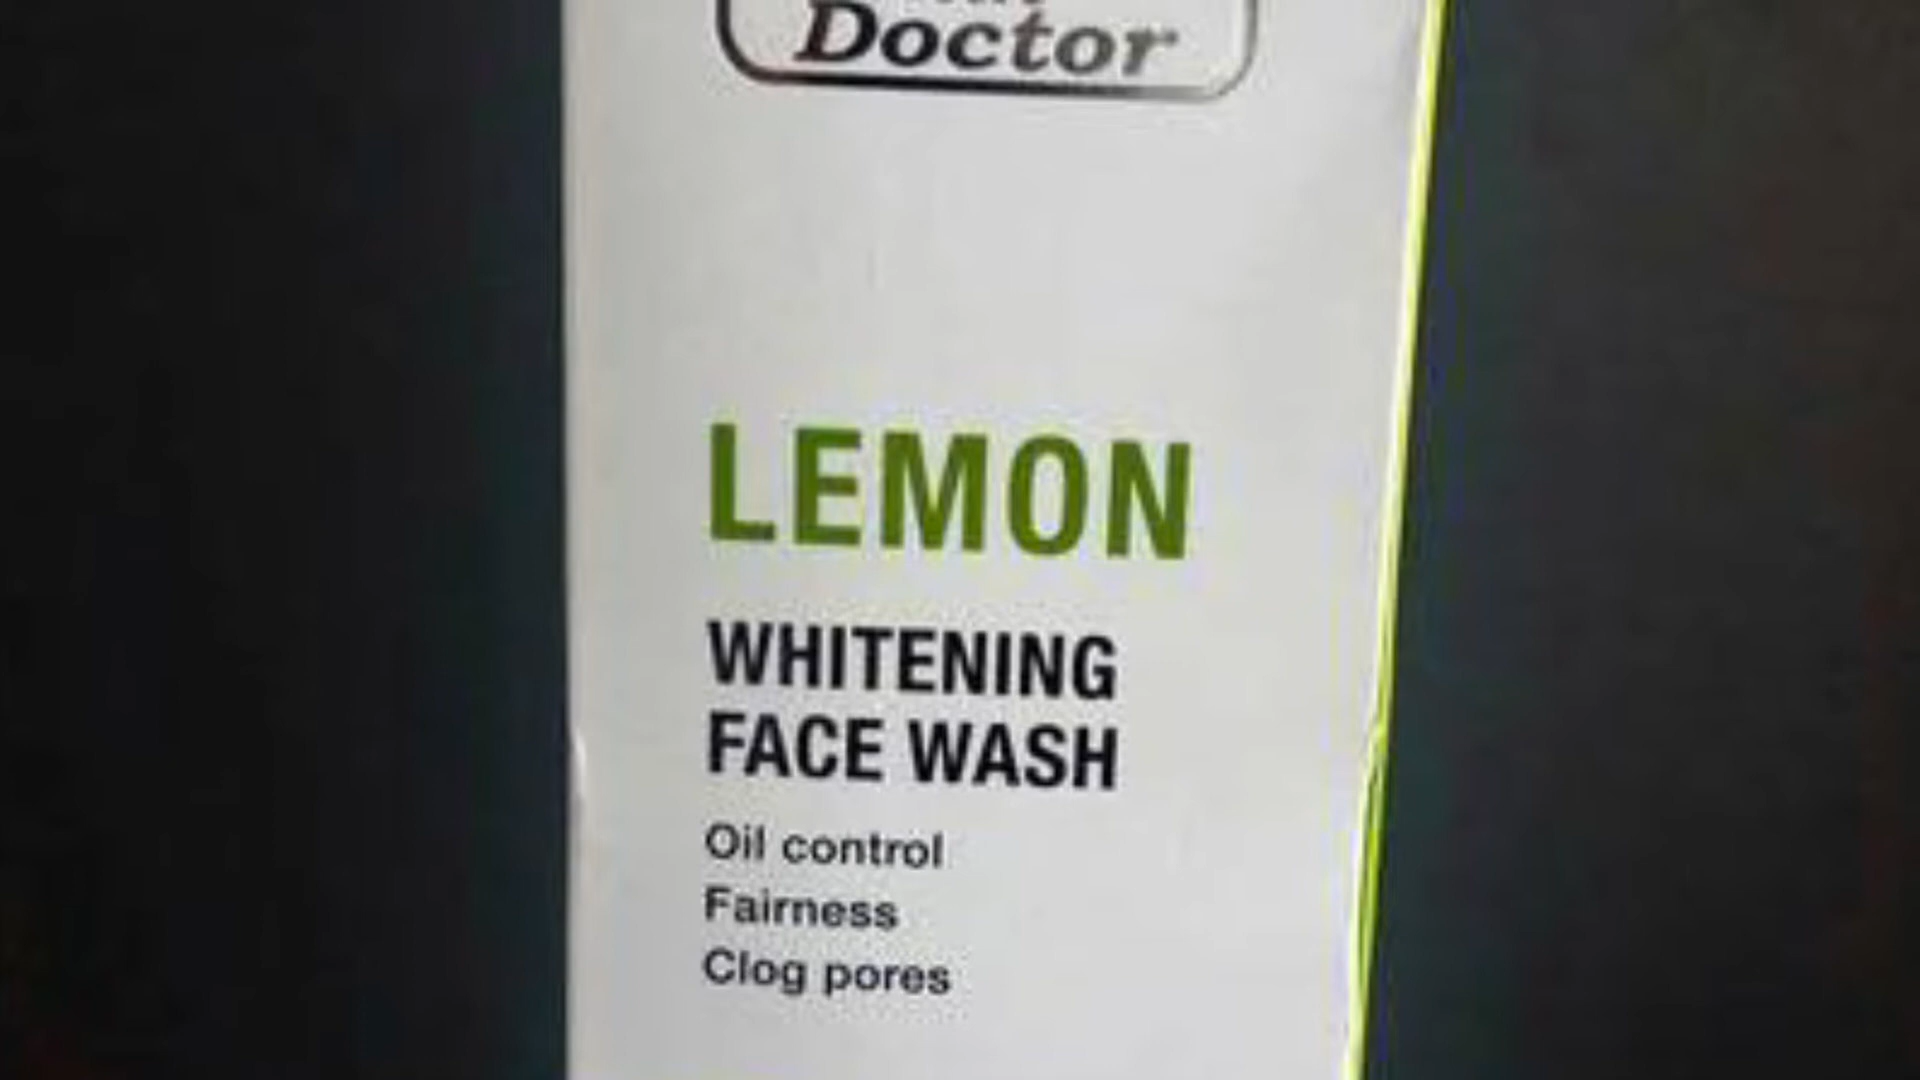 Doctor
LEMON
WHITENING
FACE WASH
Oil control
Fairness
Clog pores